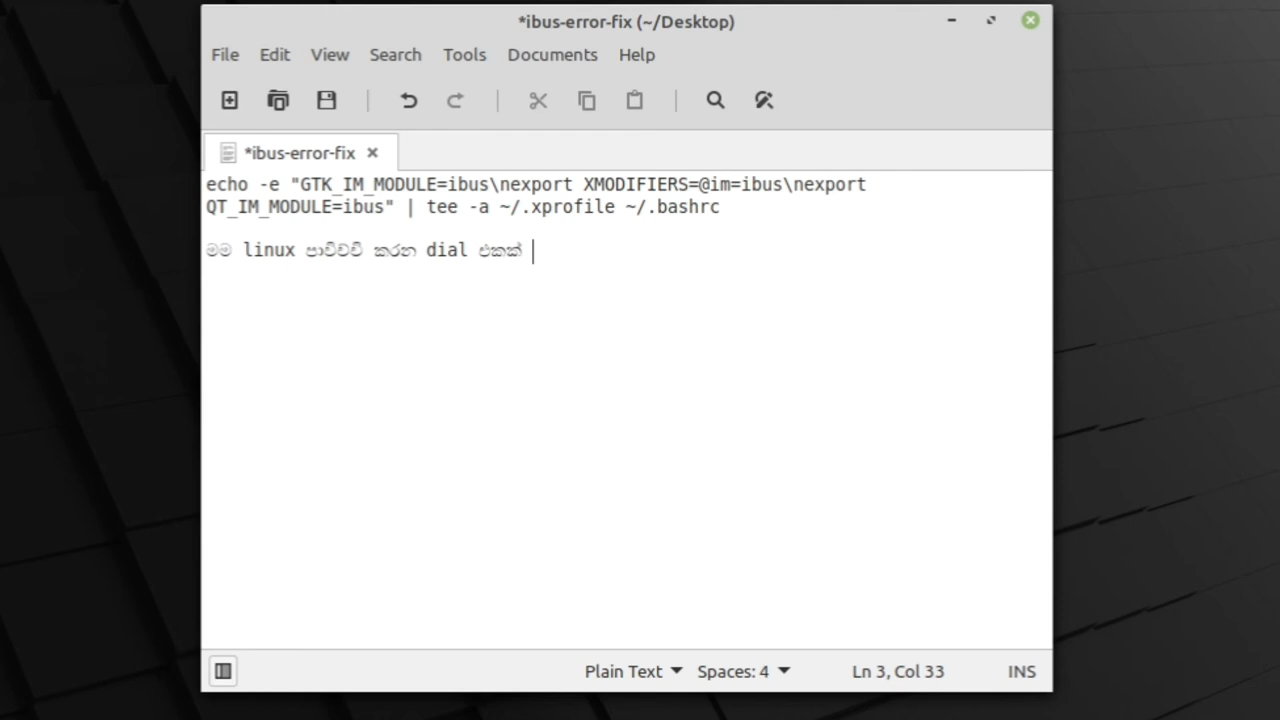 *ibus-error-fix (~/Desktop)
File Edit View Search Tools Documents Help
*ibus-error-fix
echo -e "GTK_IM_MODULE=ibus\nexport XMODIFIERS=@im=ibus\nexport
QT_IM_MODULE=ibus" | tee -a ~/.xprofile ~/.bashrc
මම linux පාවිච්චි කරන dial එකක්
Plain Text Spaces: 4 Ln 3, Col 33 INS